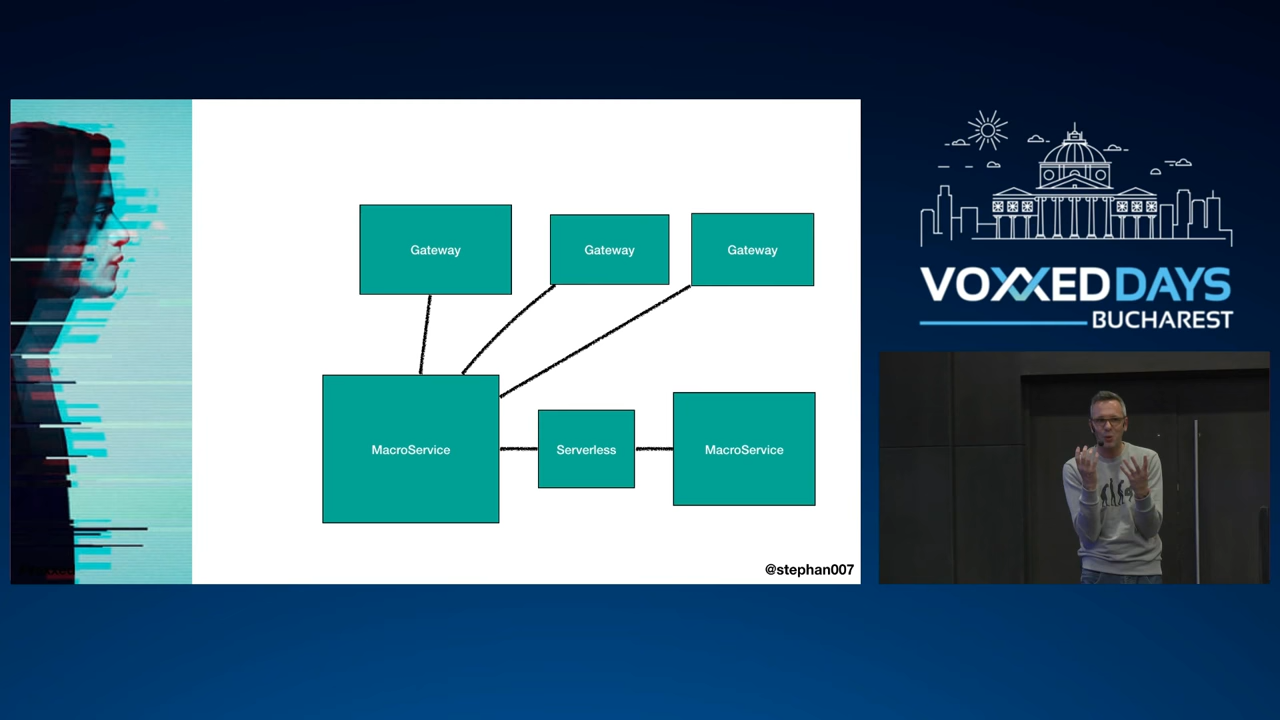 Gateway
Gateway
Gateway
MacroService
Serverless
MacroService
@stephan007
VOXXED DAYS
BUCHAREST